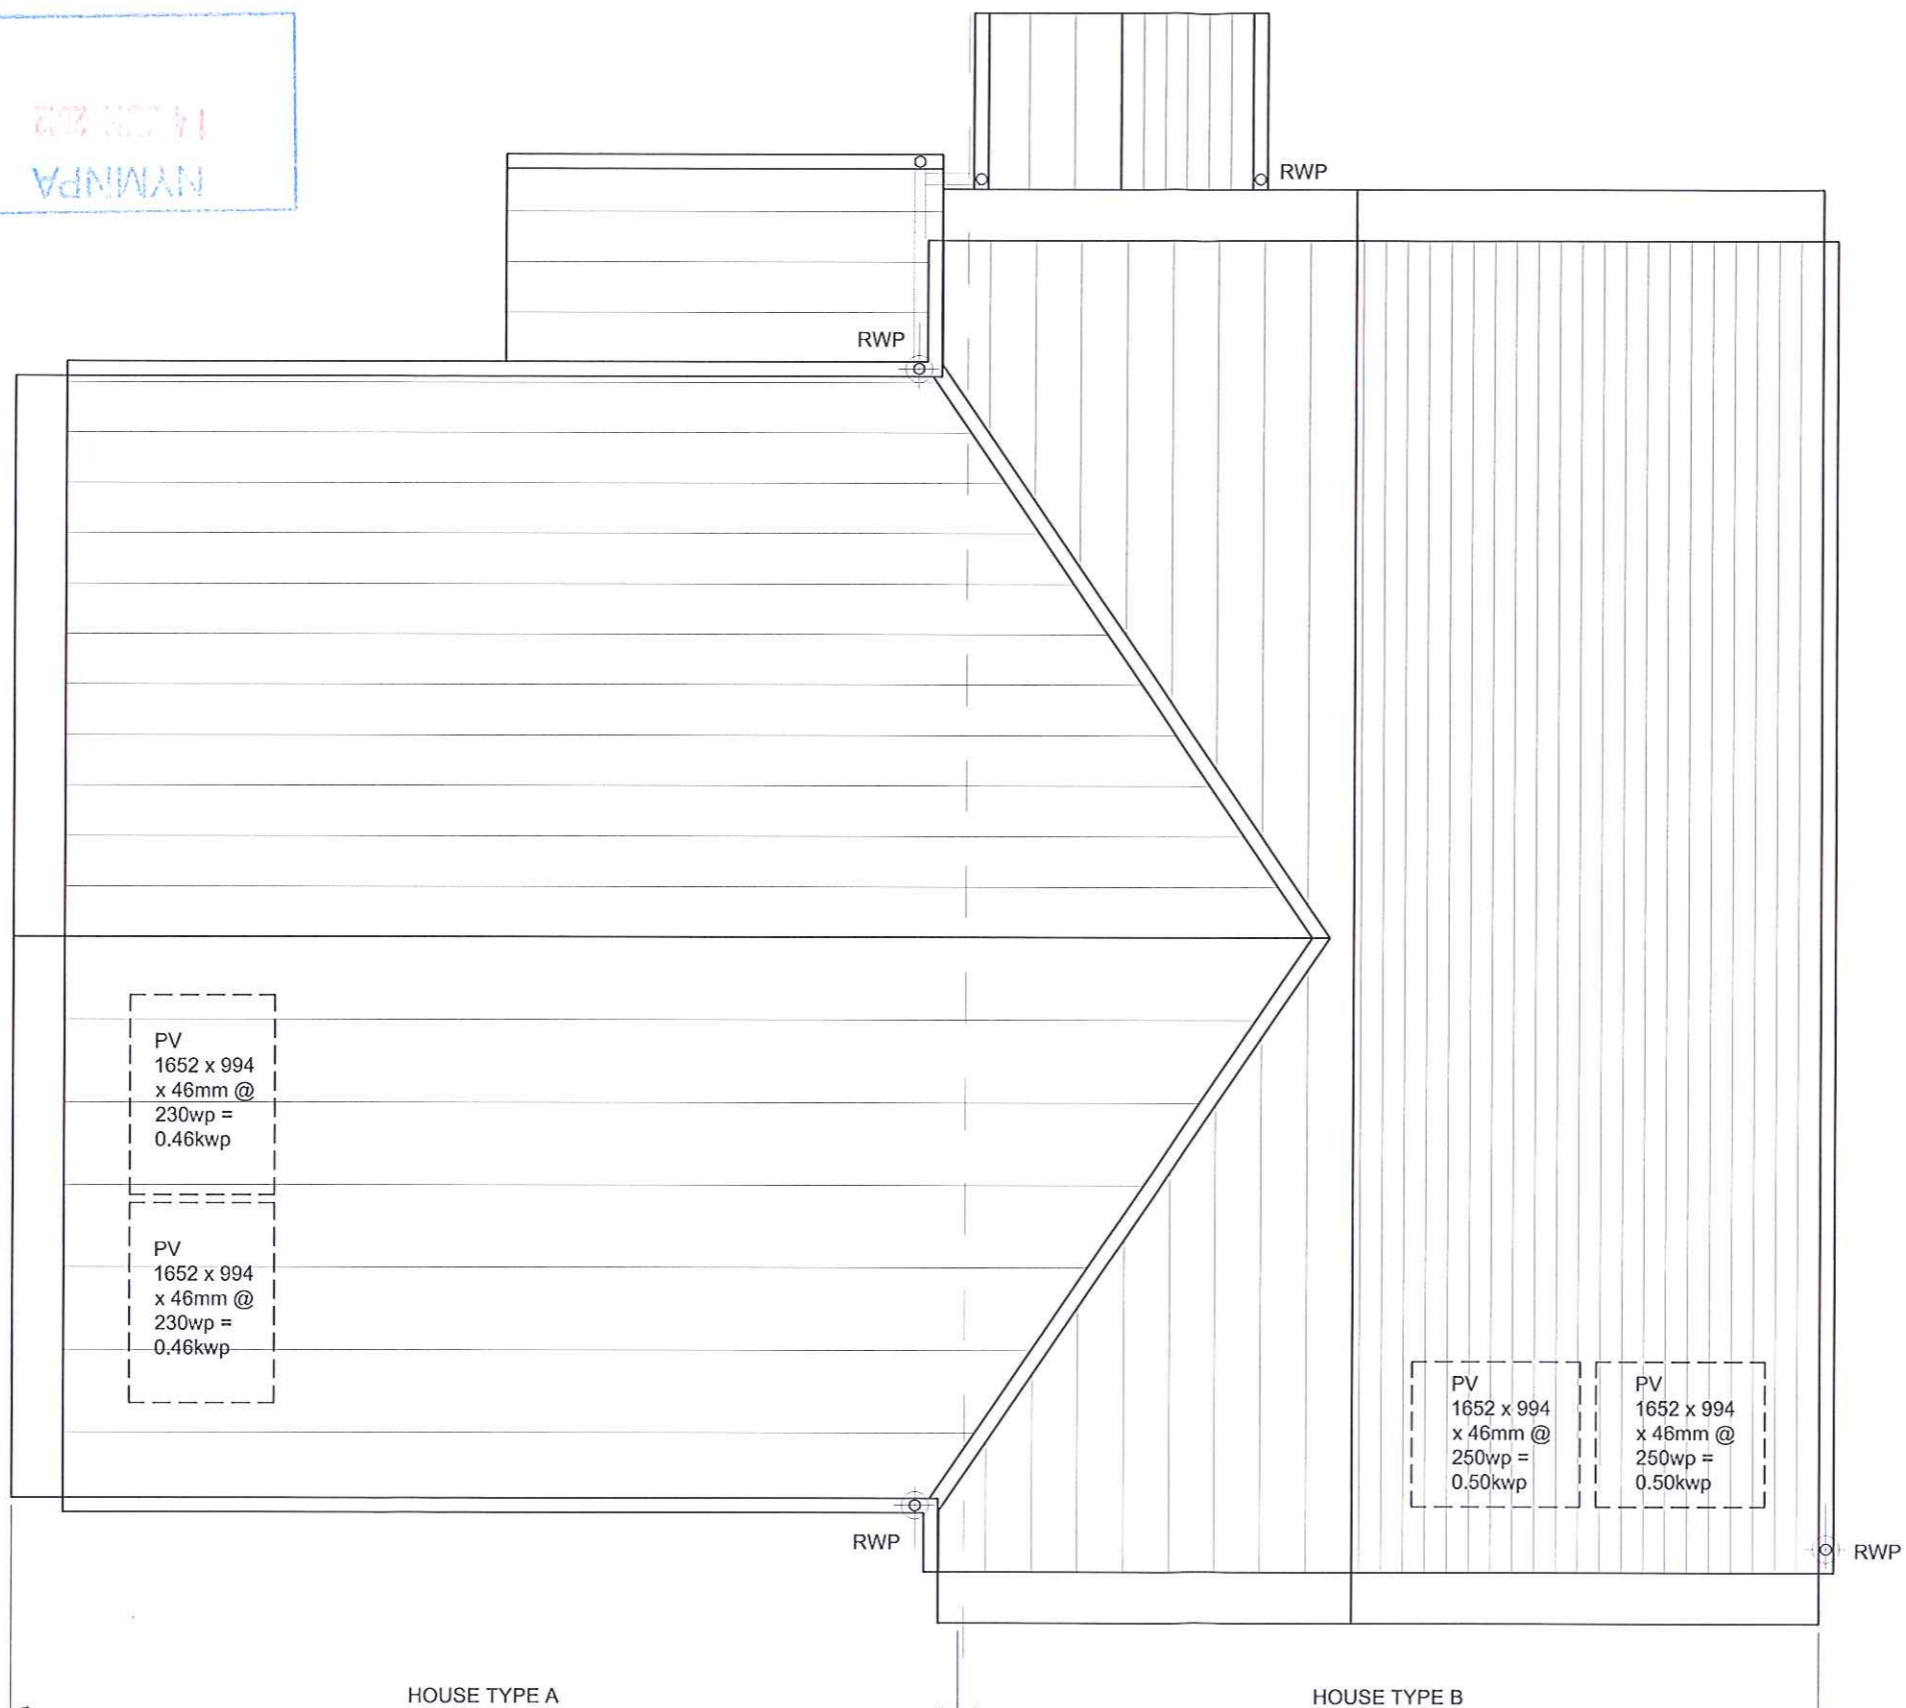 NYMNPA
RWP
RWP
PV
1652 x 994
x 46mm @
230wp =
0.46kwp
PV
1652 x 994
x 46mm @
230wp =
0.46kwp
PV
1652 x 994
x 46mm @
250wp =
0.50kwp
PV
1652 x 994
x 46mm @
250wp =
0.50kwp
RWP
RWP
HOUSE TYPE A
HOUSE TYPE B